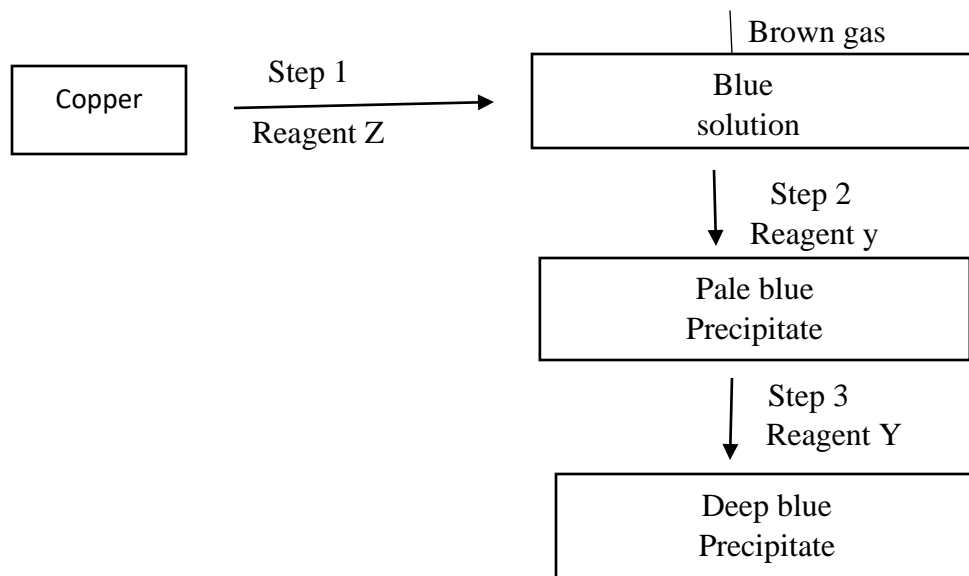 Brown gas
Copper
Step 1
Reagent Z
Blue
solution
Step 2
Reagent y
Pale blue
Precipitate
Step 3
Reagent Y
Deep blue
Precipitate